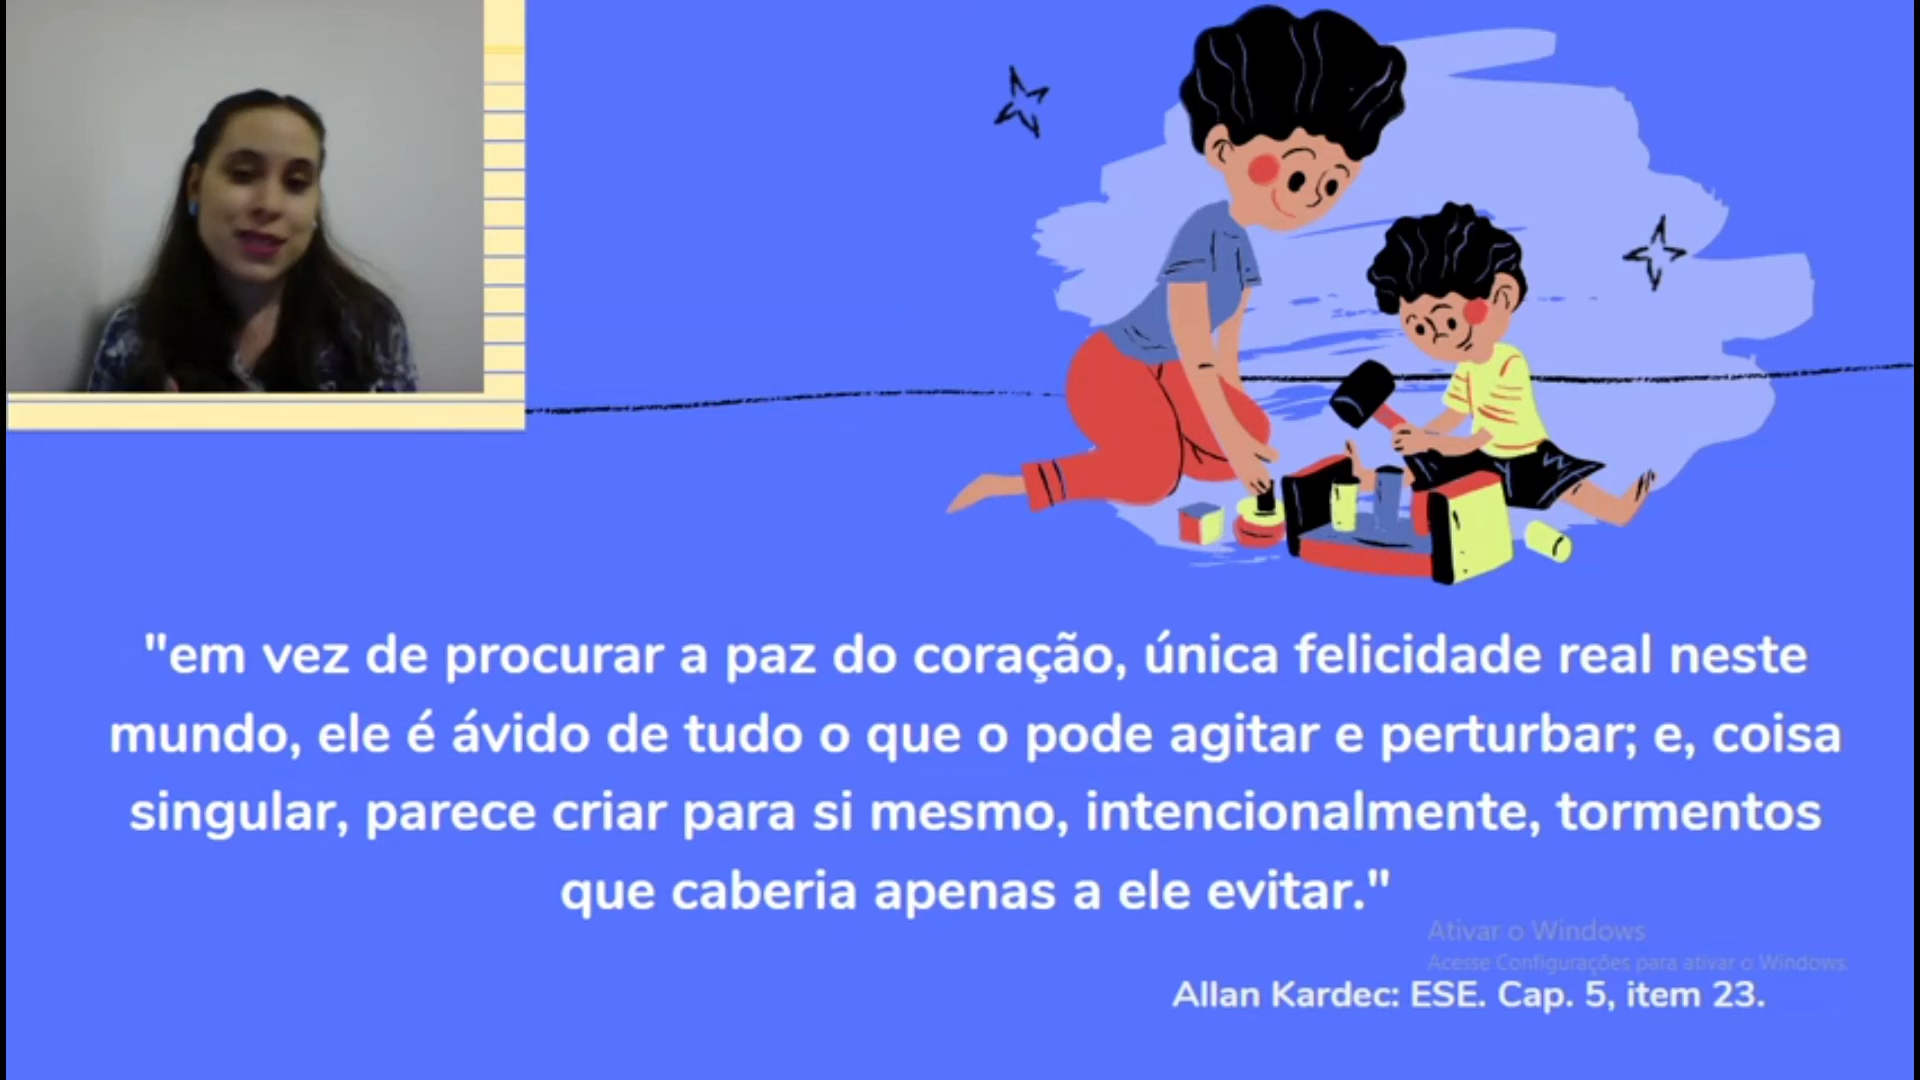 "em vez de procurar a paz do coração, única felicidade real neste
mundo, ele é ávido de tudo o que o pode agitar e perturbar; e, coisa
singular, parece criar para si mesmo, intencionalmente, tormentos
que caberia apenas a ele evitar."
Ativar o Windows
Acesse Configurações para ativar o Windows.
Allan Kardec: ESE. Cap. 5, item 23.